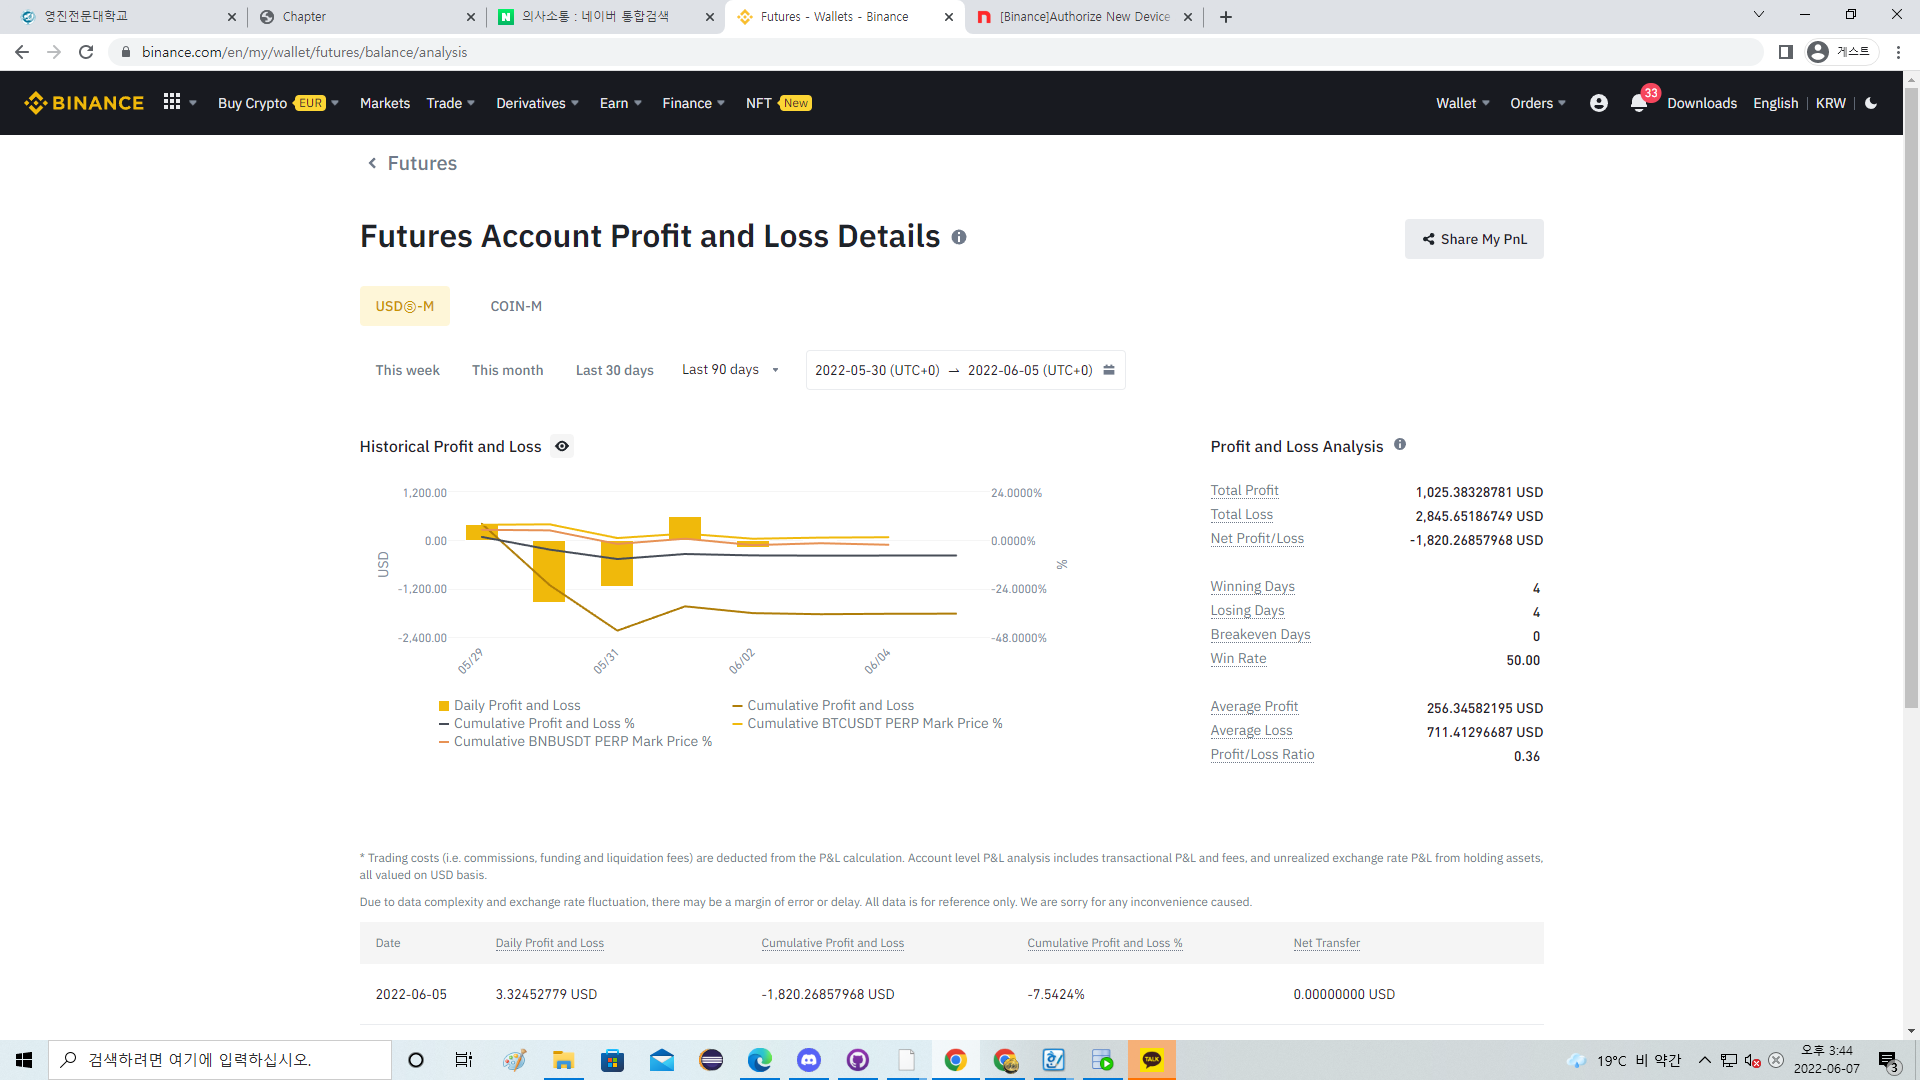 영진전문대학교
Chapter
의사소통 : 네이버 통합검색
Futures - Wallets - Binance
[Binance]Authorize New Device
binance.com/en/my/wallet/futures/balance/analysis
게스트
BINANCE
Buy Crypto EUR
Markets
Trade
Derivatives
Earn
Finance
NFT New
Wallet
Orders
33
Downloads
English
KRW
Futures
Futures Account Profit and Loss Details
Share My PnL
USDⓈ-M
COIN-M
This week
This month
Last 30 days
Last 90 days
2022-05-30 (UTC+0) → 2022-06-05 (UTC+0)
Historical Profit and Loss
1,200.00
0.00
-1,200.00
-2,400.00
USD
24.0000%
0.0000%
-24.0000%
-48.0000%
%
05/29
05/31
06/02
06/04
Daily Profit and Loss
Cumulative Profit and Loss
Cumulative Profit and Loss %
Cumulative BTCUSDT PERP Mark Price %
Cumulative BNBUSDT PERP Mark Price %
Profit and Loss Analysis
Total Profit 1,025.38328781 USD
Total Loss 2,845.65186749 USD
Net Profit/Loss -1,820.26857968 USD
Winning Days 4
Losing Days 4
Breakeven Days 0
Win Rate 50.00
Average Profit 256.34582195 USD
Average Loss 711.41296687 USD
Profit/Loss Ratio 0.36
* Trading costs (i.e. commissions, funding and liquidation fees) are deducted from the P&L calculation. Account level P&L analysis includes transactional P&L and fees, and unrealized exchange rate P&L from holding assets,
all valued on USD basis.
Due to data complexity and exchange rate fluctuation, there may be a margin of error or delay. All data is for reference only. We are sorry for any inconvenience caused.
Date Daily Profit and Loss Cumulative Profit and Loss Cumulative Profit and Loss % Net Transfer
2022-06-05 3.32452779 USD -1,820.26857968 USD -7.5424% 0.00000000 USD
검색하려면 여기에 입력하십시오.
TALK
19°C 비 약간
오후 3:44
2022-06-07
3